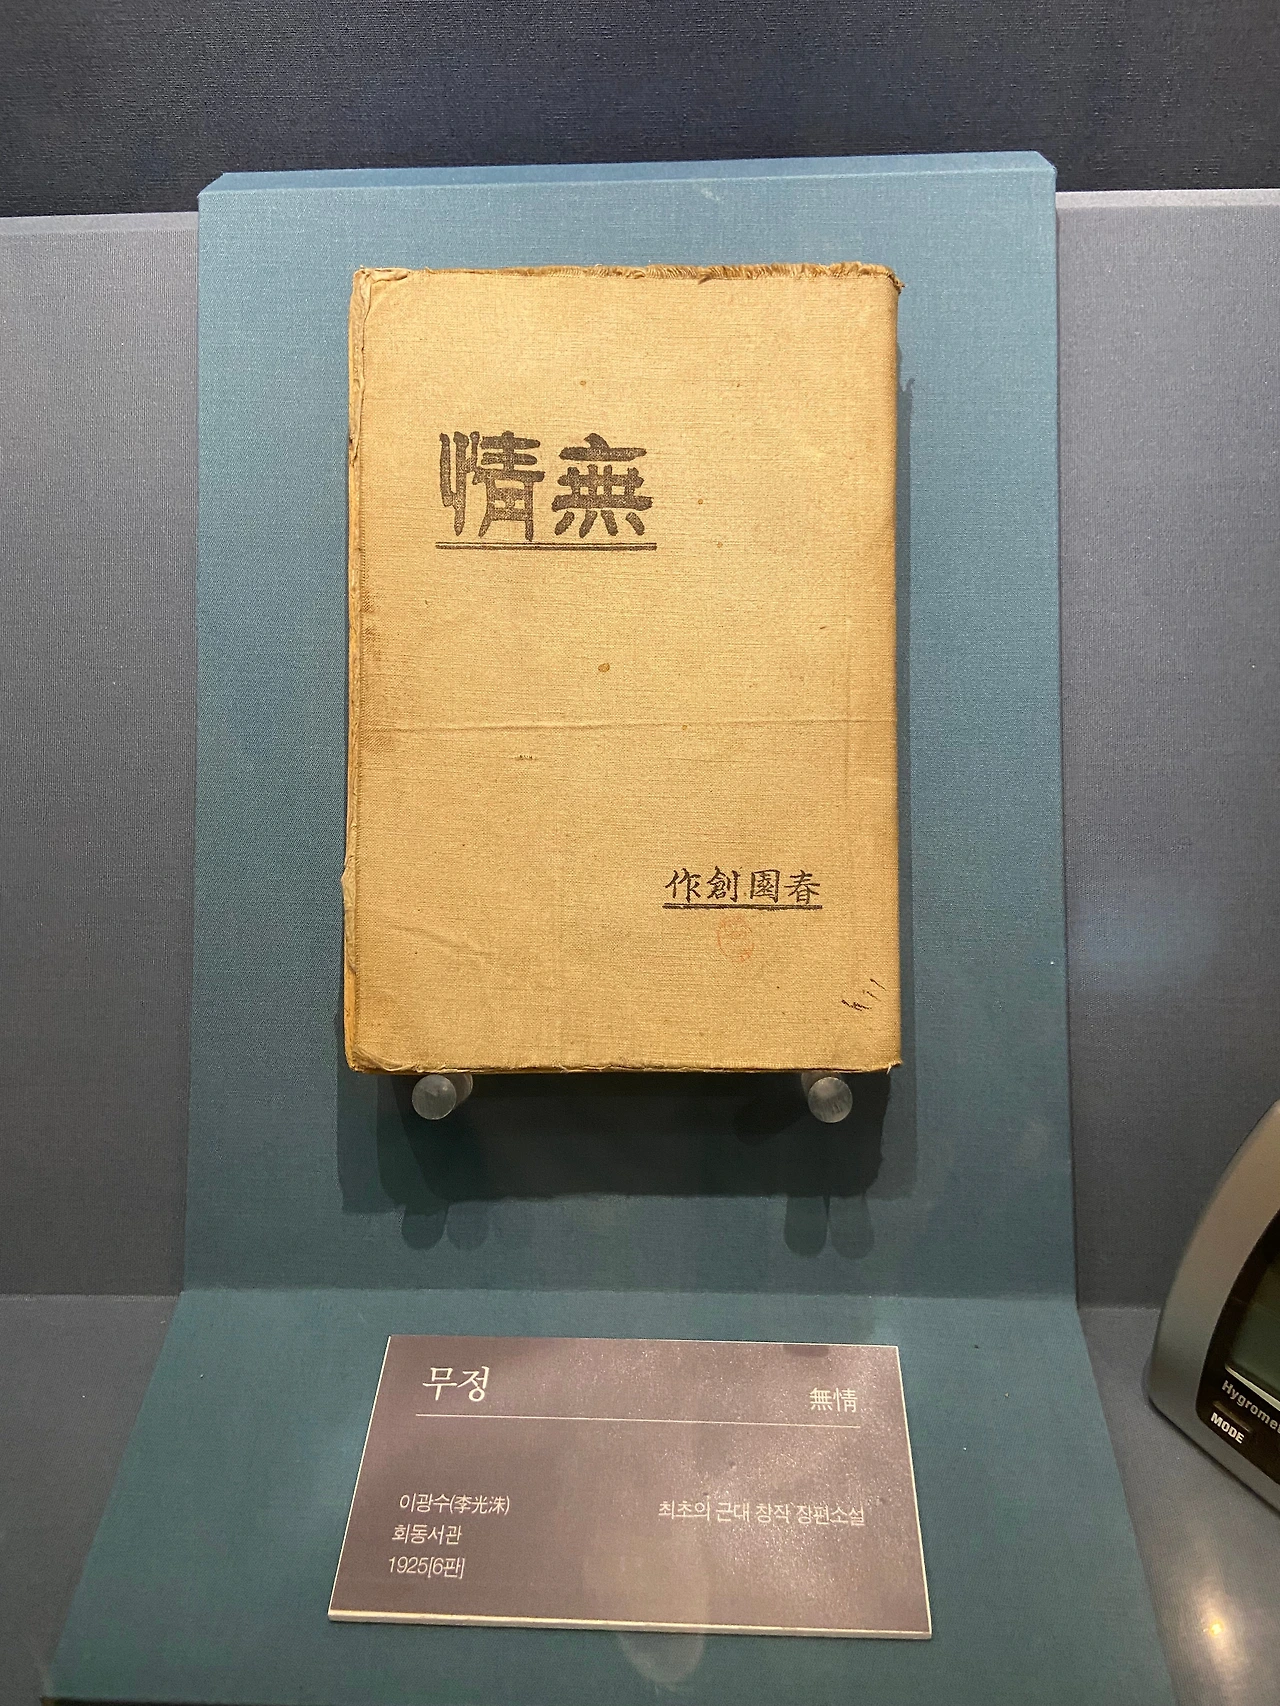 無情
春園創作
무정
無情
이광수(李光洙)
회동서관
1925[6판]
최초의 근대 창작 장편소설
MODE